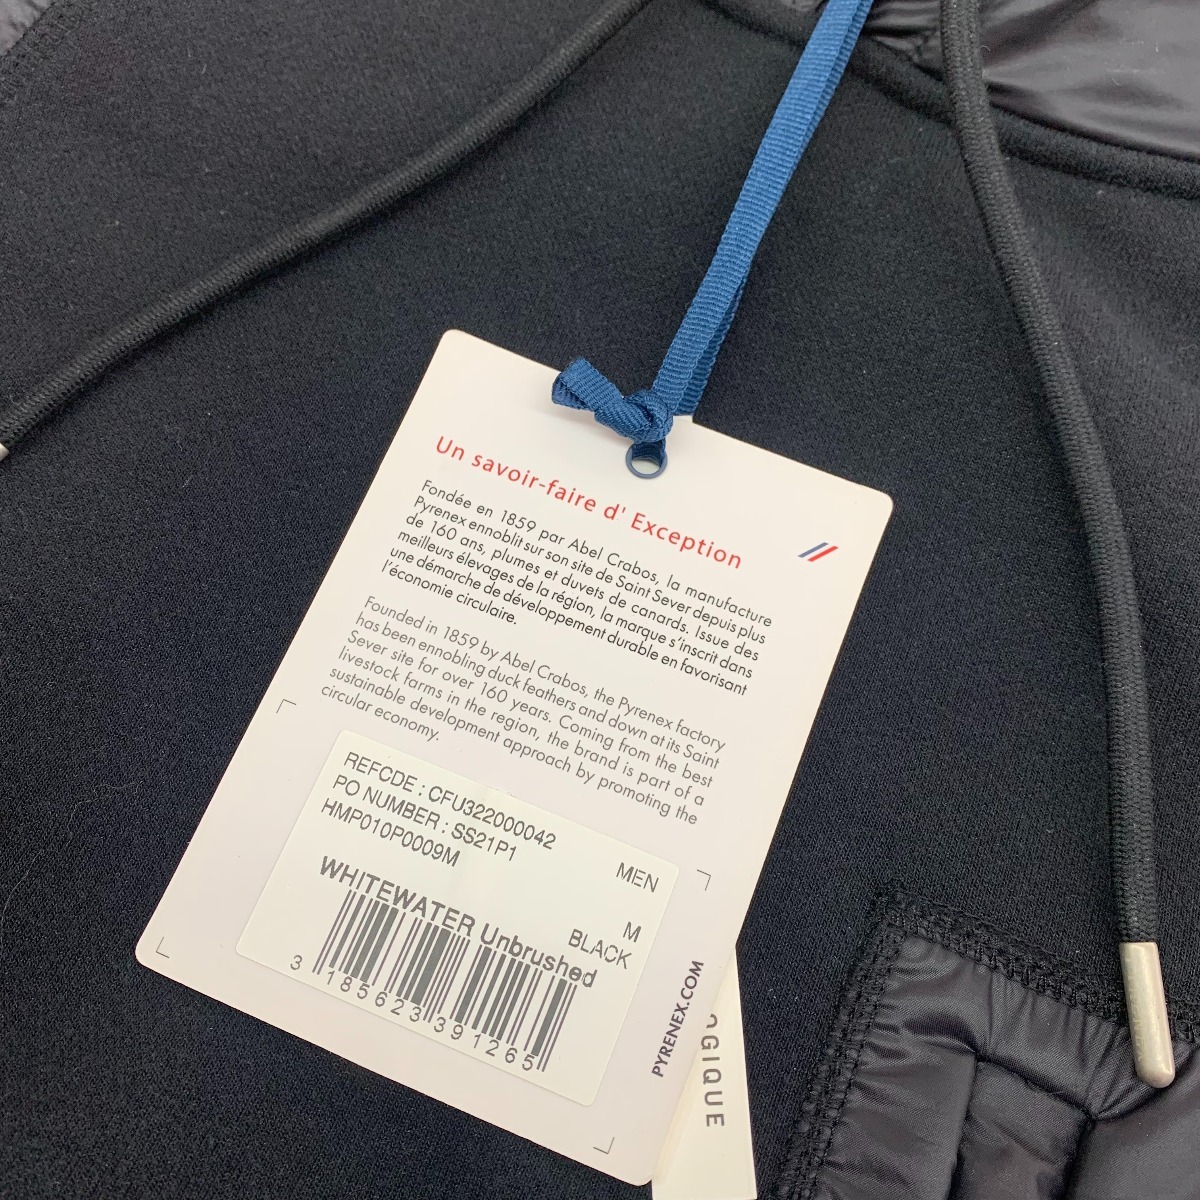 Un savoir-faire d' Exception
Fondée en 1859 par Abel Crabos, la manufacture
Pyrenex ennoblit sur son site de Saint Sever depuis plus
de 160 ans, plumes et duvets de canards. Issue des
meilleurs élevages de la région, la marque s'inscrit dans
une démarche de développement durable en favorisant
l'économie circulaire.
Founded in 1859 by Abel Crabos, the Pyrenex factory
has been ennobling duck feathers and down at its Saint
Sever site for over 160 years. Coming from the best
livestock farms in the region, the brand is part of a
sustainable development approach by promoting the
circular economy.
REFCDE : CFU322000042
PO NUMBER : SS21P1
HMP010P0009M
MEN
M
BLACK
WHITEWATER Unbrushed
3 185623 391265
PYRENEX.COM
OGIQUE